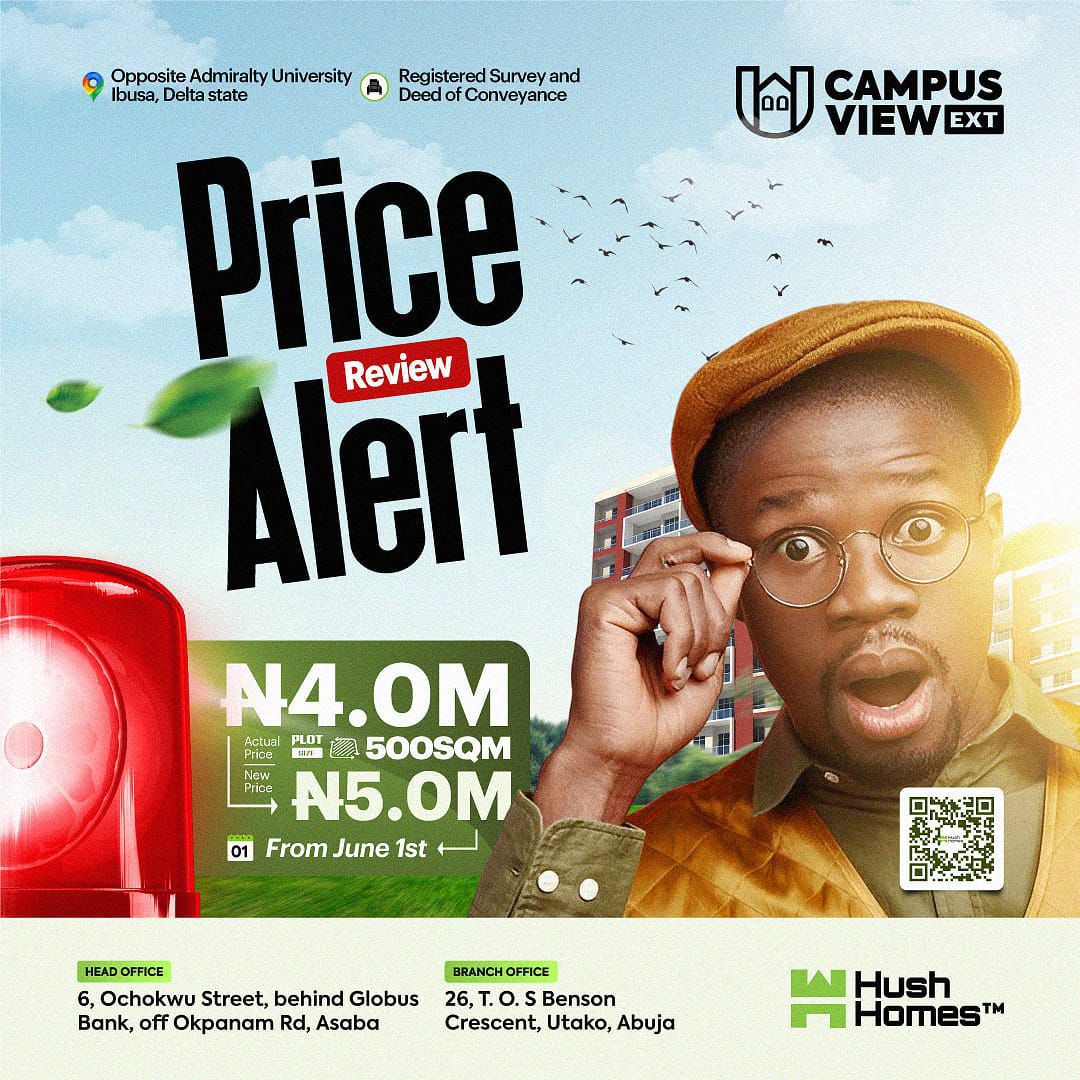 Opposite Admiralty University
Ibusa, Delta state
Registered Survey and
Deed of Conveyance
CAMPUS
VIEW EXT
Price
Review
Alert
₦4.0M
Actual
Price
PLOT
SIZE
500SQM
New
Price
₦5.0M
01
From June 1st
HEAD OFFICE
6, Ochokwu Street, behind Globus
Bank, off Okpanam Rd, Asaba
BRANCH OFFICE
26, T. O. S Benson
Crescent, Utako, Abuja
Hush
Homes™